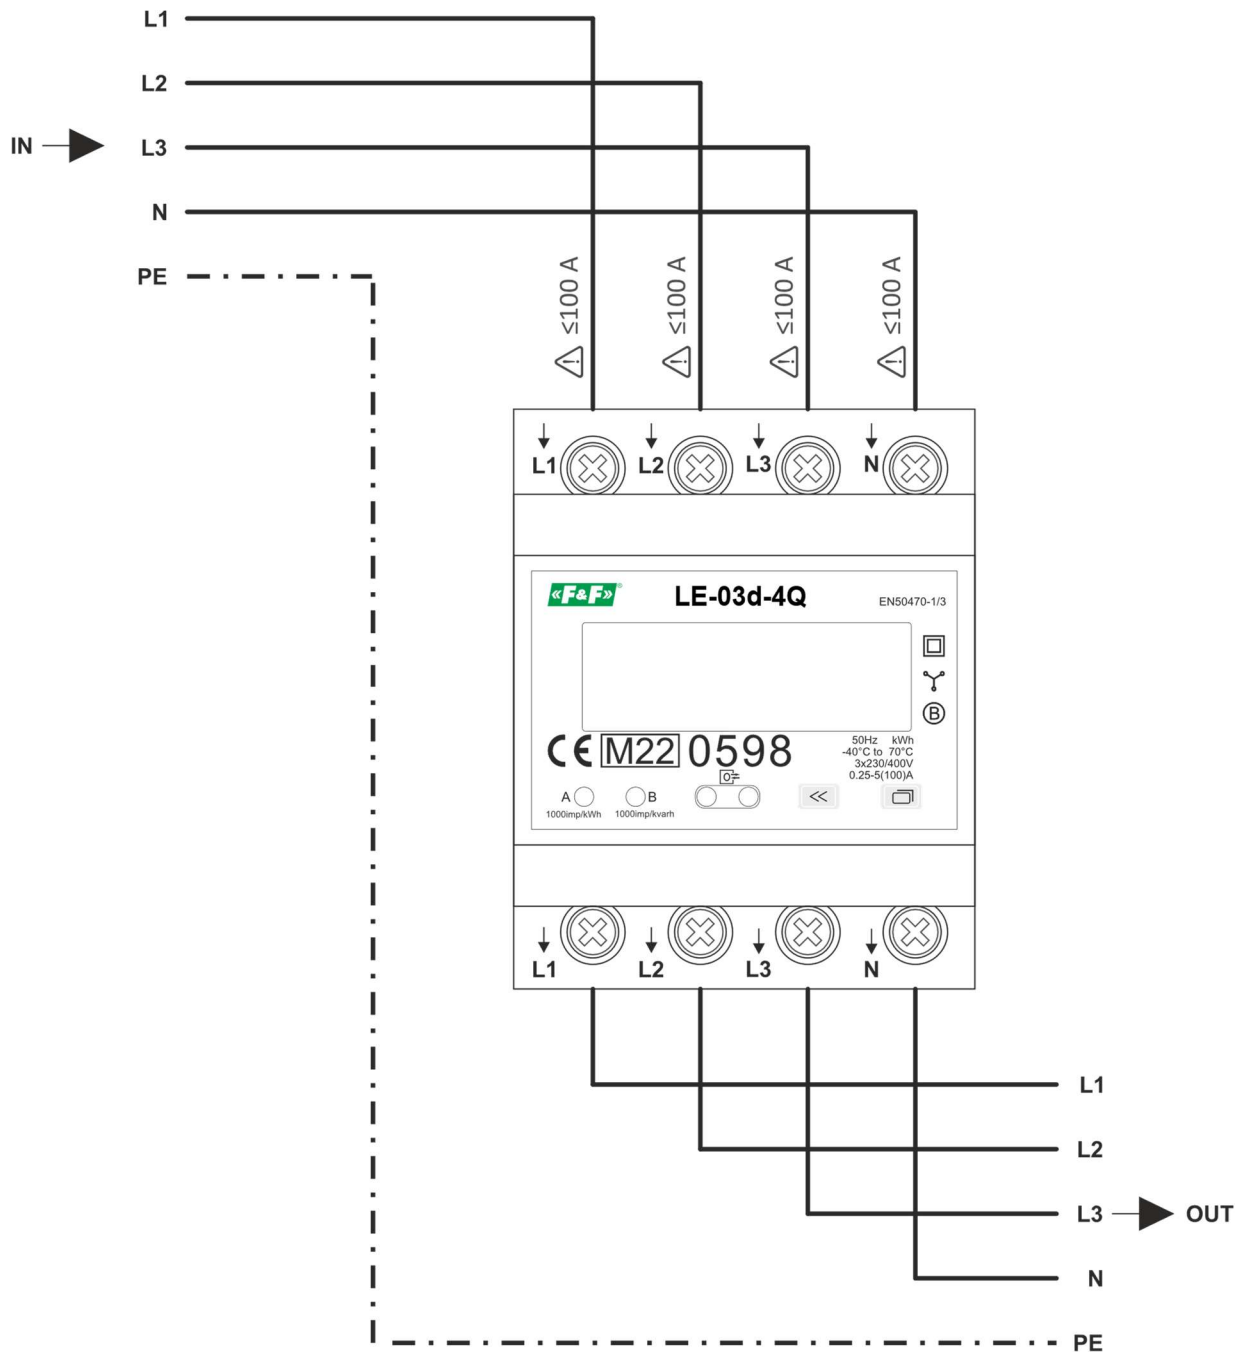 L1
L2
IN
L3
N
PE
≤100 A
≤100 A
≤100 A
≤100 A
L1
L2
L3
N
«F&F»®
LE-03d-4Q
EN50470-1/3
B
CE M22 0598
50Hz kWh
-40°C to 70°C
3x230/400V
0.25-5(100)A
A
B
<<
1000imp/kWh
1000imp/kvarh
L1
L2
L3
N
L1
L2
L3
OUT
N
PE